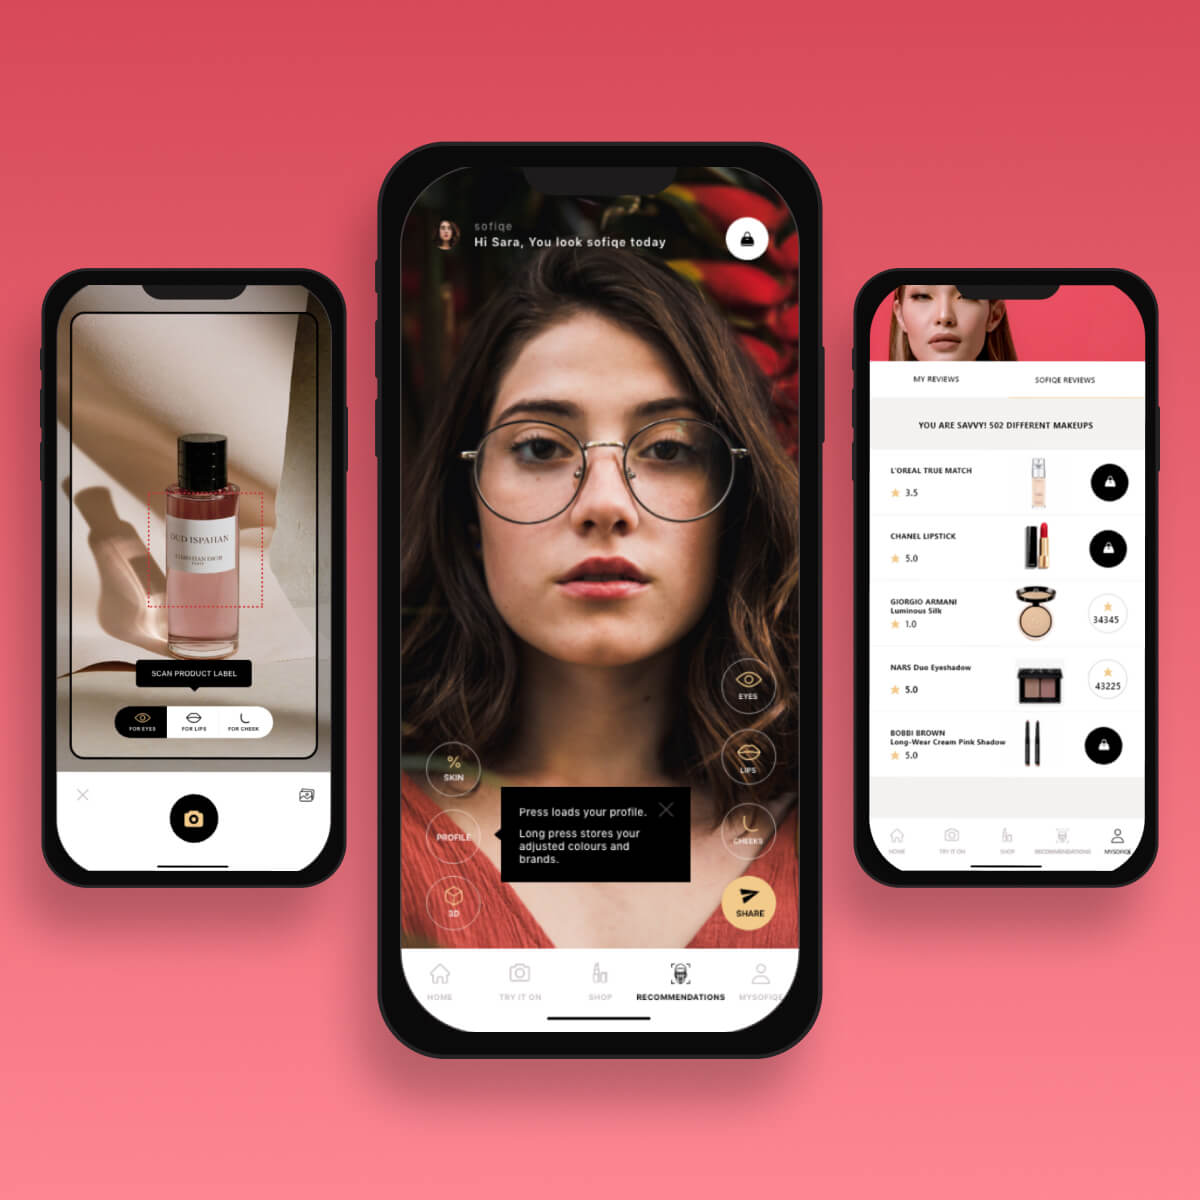 OUD ISPAHAN
CHRISTIAN DIOR
PARIS
SCAN PRODUCT LABEL
FOR EYES
FOR LIPS
FOR CHEEK
sofiqe
Hi Sara, You look sofiqe today
EYES
LIPS
CHEEKS
SHARE
%
SKIN
PROFILE
3D
Press loads your profile.
Long press stores your
adjusted colours and
brands.
HOME
TRY IT ON
SHOP
RECOMMENDATIONS
MYSOFIQE
MY REVIEWS
SOFIQE REVIEWS
YOU ARE SAVVY! 502 DIFFERENT MAKEUPS
L'OREAL TRUE MATCH
3.5
CHANEL LIPSTICK
5.0
GIORGIO ARMANI
Luminous Silk
1.0
34345
NARS Duo Eyeshadow
5.0
43225
BOBBI BROWN
Long-Wear Cream Pink Shadow
5.0
HOME
TRY IT ON
SHOP
RECOMMENDATIONS
MYSOFIQE